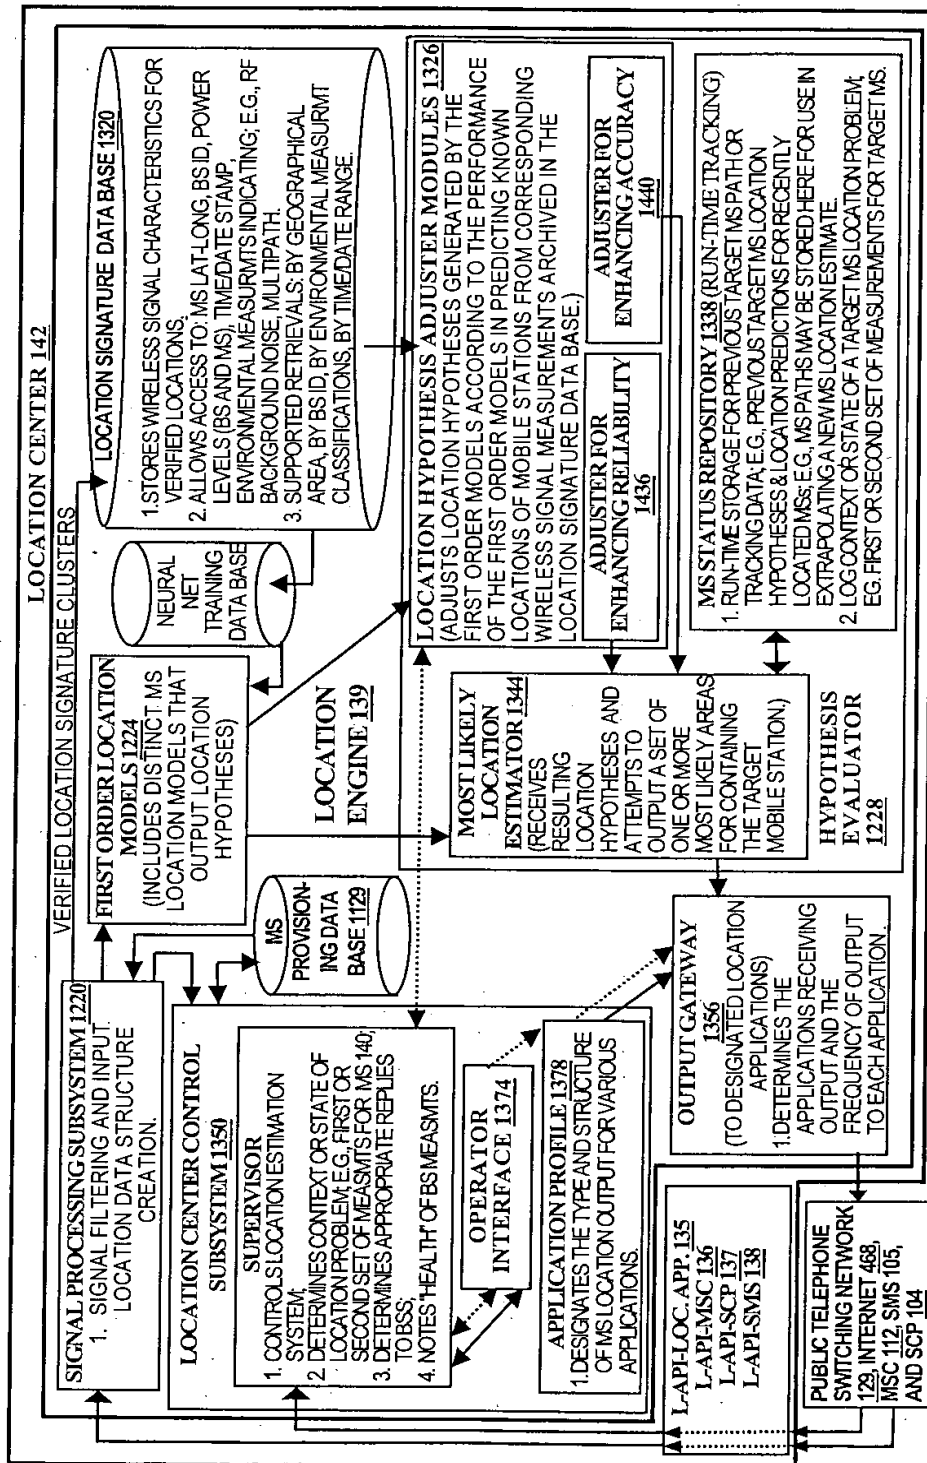 LOCATION CENTER 142
VERIFIED LOCATION SIGNATURE CLUSTERS
SIGNAL PROCESSING SUBSYSTEM 1220
1. SIGNAL FILTERING AND INPUT.
LOCATION DATA STRUCTURE
CREATION.
FIRST ORDER LOCATION
MODELS 1224
(INCLUDES DISTINCT MS
LOCATION MODELS THAT
OUTPUT LOCATION
HYPOTHESES)
NEURAL
NET
TRAINING
DATA BASE
LOCATION SIGNATURE DATA BASE 1320
1. STORES WIRELESS SIGNAL CHARACTERISTICS FOR
VERIFIED LOCATIONS,
2. ALLOWS ACCESS TO: MS LAT-LONG, BS ID, POWER
LEVELS (BS AND MS), TIME/DATE STAMP,
ENVIRONMENTAL MEASURMTS INDICATING; E.G., RF
BACKGROUND NOISE, MULTIPATH.
3. SUPPORTED RETRIEVALS: BY GEOGRAPHICAL
AREA, BY BS ID, BY ENVIRONMENTAL MEASURMT
CLASSIFICATIONS, BY TIME/DATE RANGE.
LOCATION CENTER CONTROL
SUBSYSTEM 1350
SUPERVISOR
1. CONTROLS LOCATION ESTIMATION
SYSTEM;
2. DETERMINES CONTEXT OR STATE OF
LOCATION PROBLEM; E.G., FIRST OR
SECOND SET OF MEASMTS FOR MS 140;
3. DETERMINES APPROPRIATE REPLIES
TO BSS;
4. NOTES "HEALTH" OF BS MEASMTS.
MS
PROVISION-
ING DATA
BASE 1129
LOCATION
ENGINE 139
LOCATION HYPOTHESIS ADJUSTER MODULES 1326
(ADJUSTS LOCATION HYPOTHESES GENERATED BY THE
FIRST ORDER MODELS ACCORDING TO THE PERFORMANCE
OF THE FIRST ORDER MODELS IN PREDICTING KNOWN
LOCATIONS OF MOBILE STATIONS FROM CORRESPONDING
WIRELESS SIGNAL MEASUREMENTS ARCHIVED IN THE
LOCATION SIGNATURE DATA BASE.)
ADJUSTER FOR
ENHANCING RELIABILITY
1436
ADJUSTER FOR
ENHANCING ACCURACY
1440
OPERATOR
INTERFACE 1374
APPLICATION PROFILE 1378
1. DESIGNATES THE TYPE AND STRUCTURE
OF MS LOCATION OUTPUT FOR VARIOUS
APPLICATIONS.
MOST LIKELY
LOCATION
ESTIMATOR 1344
(RECEIVES
RESULTING
LOCATION
HYPOTHESES AND
ATTEMPTS TO
OUTPUT A SET OF
ONE OR MORE
MOST LIKELY AREAS
FOR CONTAINING
THE TARGET
MOBILE STATION.)
MS STATUS REPOSITORY 1338 (RUN-TIME TRACKING)
1. RUN-TIME STORAGE FOR PREVIOUS TARGET MS PATH OR
TRACKING DATA; E.G., PREVIOUS TARGET MS LOCATION
HYPOTHESES & LOCATION PREDICTIONS FOR RECENTLY
LOCATED MSs; E.G., MS PATHS MAY BE STORED HERE FOR USE IN
EXTRAPOLATING A NEW MS LOCATION ESTIMATE.
2. LOG CONTEXT OR STATE OF A TARGET MS LOCATION PROBLEM;
EG. FIRST OR SECOND SET OF MEASUREMENTS FOR TARGET MS.
HYPOTHESIS
EVALUATOR
1228
OUTPUT GATEWAY
1356
(TO DESIGNATED LOCATION
APPLICATIONS)
1. DETERMINES THE
APPLICATIONS RECEIVING
OUTPUT AND THE
FREQUENCY OF OUTPUT
TO EACH APPLICATION.
L-API-LOC. APP. 135
L-API-MSC 136
L-API-SCP 137
L-API-SMS 138
PUBLIC TELEPHONE
SWITCHING NETWORK
129, INTERNET 468,
MSC 112, SMS 105,
AND SCP 104